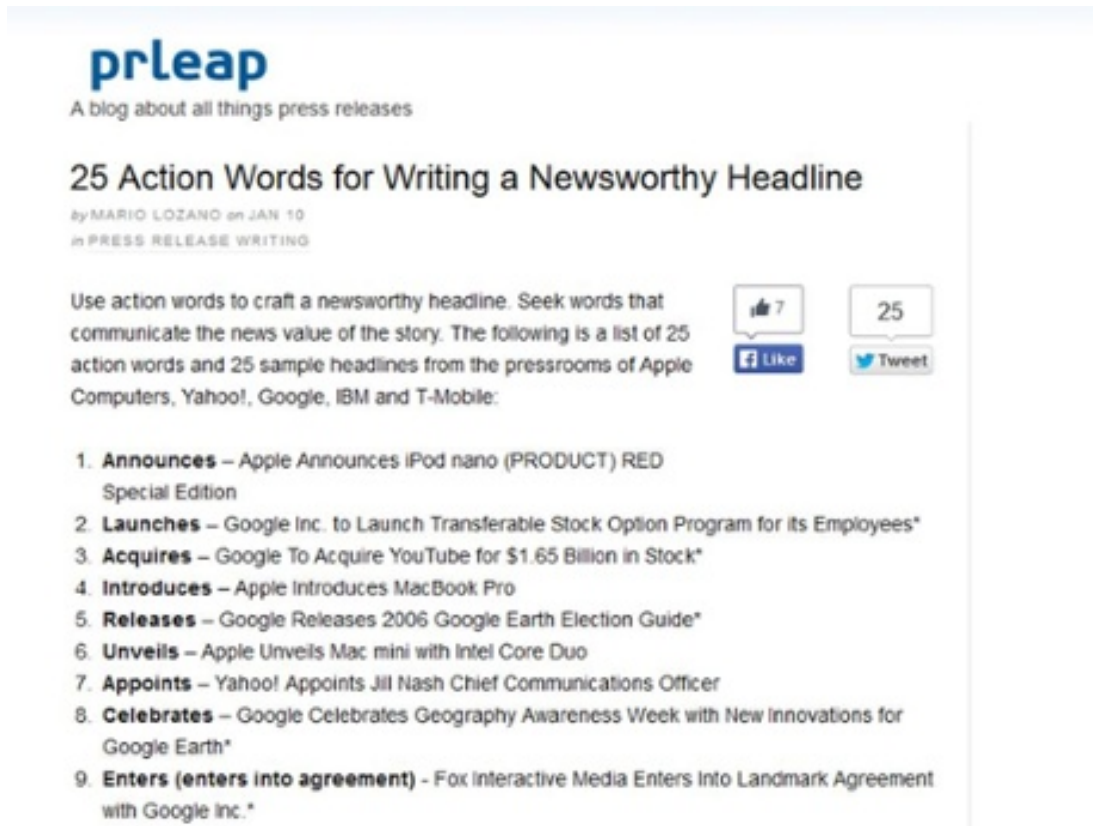 prleap
A blog about all things press releases
25 Action Words for Writing a Newsworthy Headline
by MARIO LOZANO on JAN 10
in PRESS RELEASE WRITING
Use action words to craft a newsworthy headline. Seek words that
communicate the news value of the story. The following is a list of 25
action words and 25 sample headlines from the pressrooms of Apple
Computers, Yahoo!, Google, IBM and T-Mobile:
7
Like
25
Tweet
1. Announces – Apple Announces iPod nano (PRODUCT) RED
Special Edition
2. Launches – Google Inc. to Launch Transferable Stock Option Program for its Employees*
3. Acquires – Google To Acquire YouTube for $1.65 Billion in Stock*
4. Introduces – Apple Introduces MacBook Pro
5. Releases – Google Releases 2006 Google Earth Election Guide*
6. Unveils – Apple Unveils Mac mini with Intel Core Duo
7. Appoints – Yahoo! Appoints Jill Nash Chief Communications Officer
8. Celebrates – Google Celebrates Geography Awareness Week with New Innovations for
Google Earth*
9. Enters (enters into agreement) - Fox Interactive Media Enters Into Landmark Agreement
with Google Inc.*